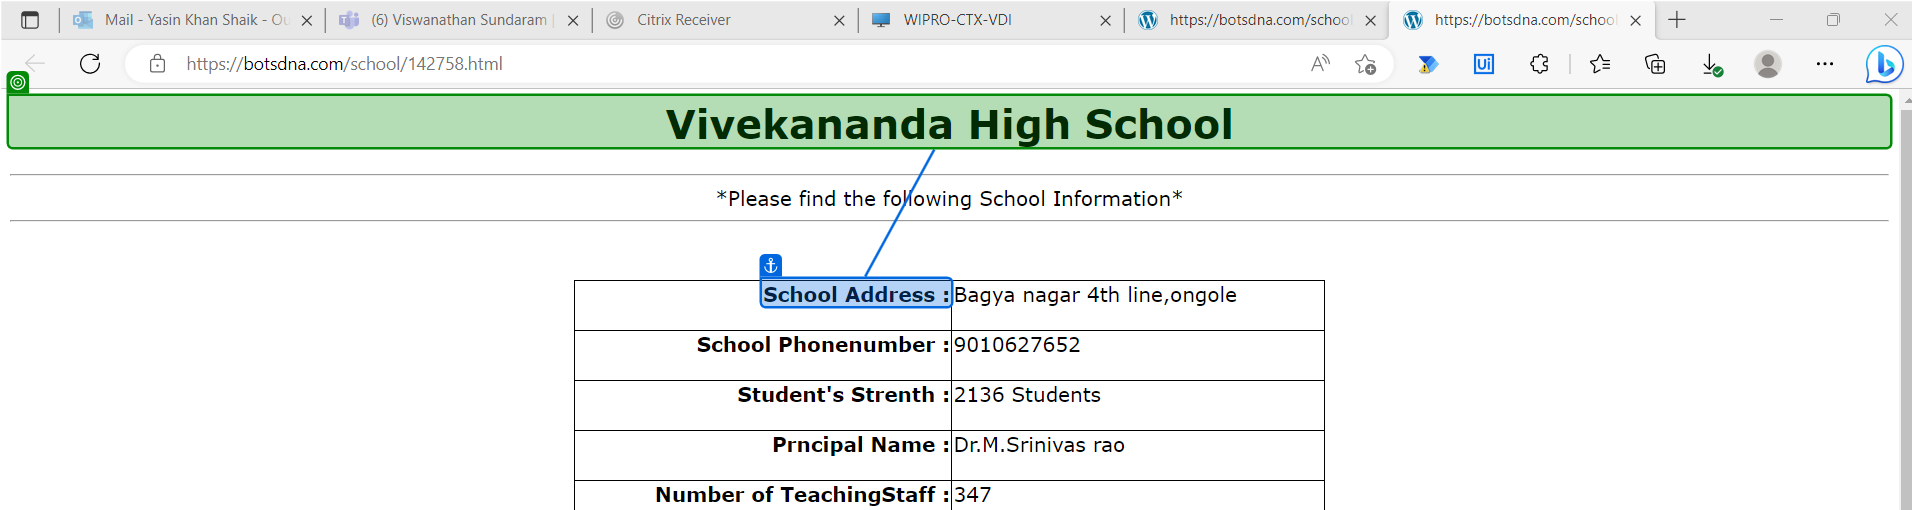 Mail - Yasin Khan Shaik - Ou
(6) Viswanathan Sundaram |
Citrix Receiver
WIPRO-CTX-VDI
https://botsdna.com/school
https://botsdna.com/school
https://botsdna.com/school/142758.html
Vivekananda High School
*Please find the following School Information*
School Address : Bagya nagar 4th line,ongole
School Phonenumber : 9010627652
Student's Strenth : 2136 Students
Prncipal Name : Dr.M.Srinivas rao
Number of TeachingStaff : 347